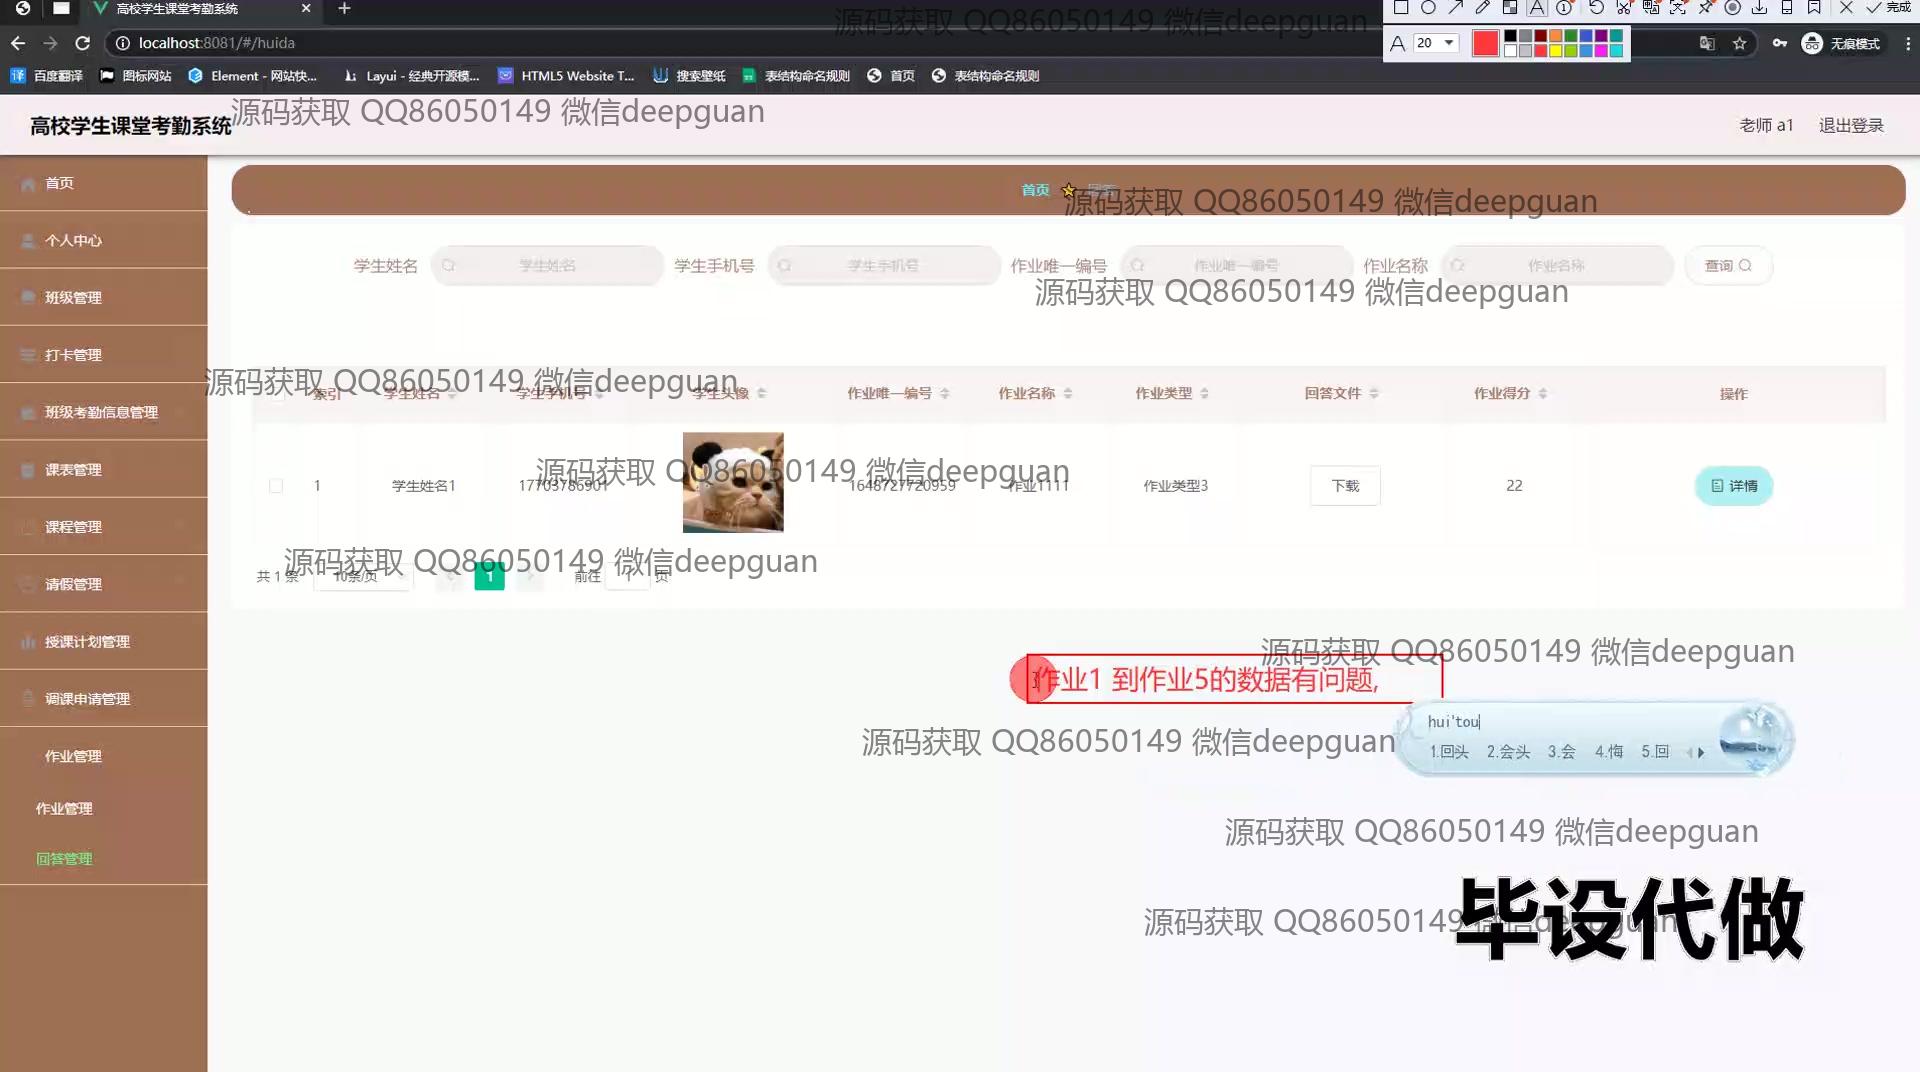 高校学生课堂考勤系统
完成
localhost:8081/#/huida
A 20
无痕模式
百度翻译 图标网站 Element - 网站快... Layui - 经典开源模... HTML5 Website T... 搜索壁纸 表结构命名规则 首页 表结构命名规则
源码获取 QQ86050149 微信deepguan
高校学生课堂考勤系统
源码获取 QQ86050149 微信deepguan
老师 a1 退出登录
首页
个人中心
班级管理
打卡管理
班级考勤信息管理
课表管理
课程管理
请假管理
授课计划管理
调课申请管理
作业管理
作业管理
回答管理
首页
源码获取 QQ86050149 微信deepguan
学生姓名 学生姓名 学生手机号 学生手机号 作业唯一编号 作业唯一编号 作业名称 作业名称 查询
源码获取 QQ86050149 微信deepguan
源码获取 QQ86050149 微信deepguan
索引 学生姓名 学生手机号 学生头像 作业唯一编号 作业名称 作业类型 回答文件 作业得分 操作
源码获取 QQ86050149 微信deepguan
1 学生姓名1 17703786901 1648727720959 作业1111 作业类型3 下载 22 详情
源码获取 QQ86050149 微信deepguan
共 1 条 10条/页 1 前往 1 页
源码获取 QQ86050149 微信deepguan
作业1 到作业5的数据有问题,
hui'tou
1.回头 2.会头 3.会 4.悔 5.回
源码获取 QQ86050149 微信deepguan
源码获取 QQ86050149 微信deepguan
源码获取 QQ86050149
毕设代做